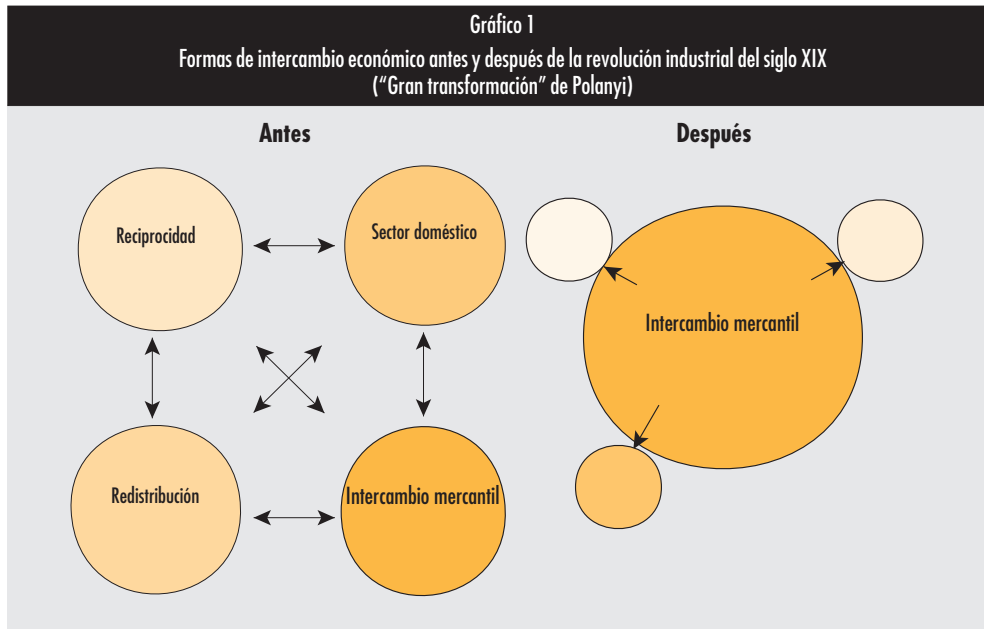 Gráfico 1
Formas de intercambio económico antes y después de la revolución industrial del siglo XIX
(“Gran transformación” de Polanyi)
Antes
Después
Reciprocidad
Sector doméstico
Redistribución
Intercambio mercantil
Intercambio mercantil